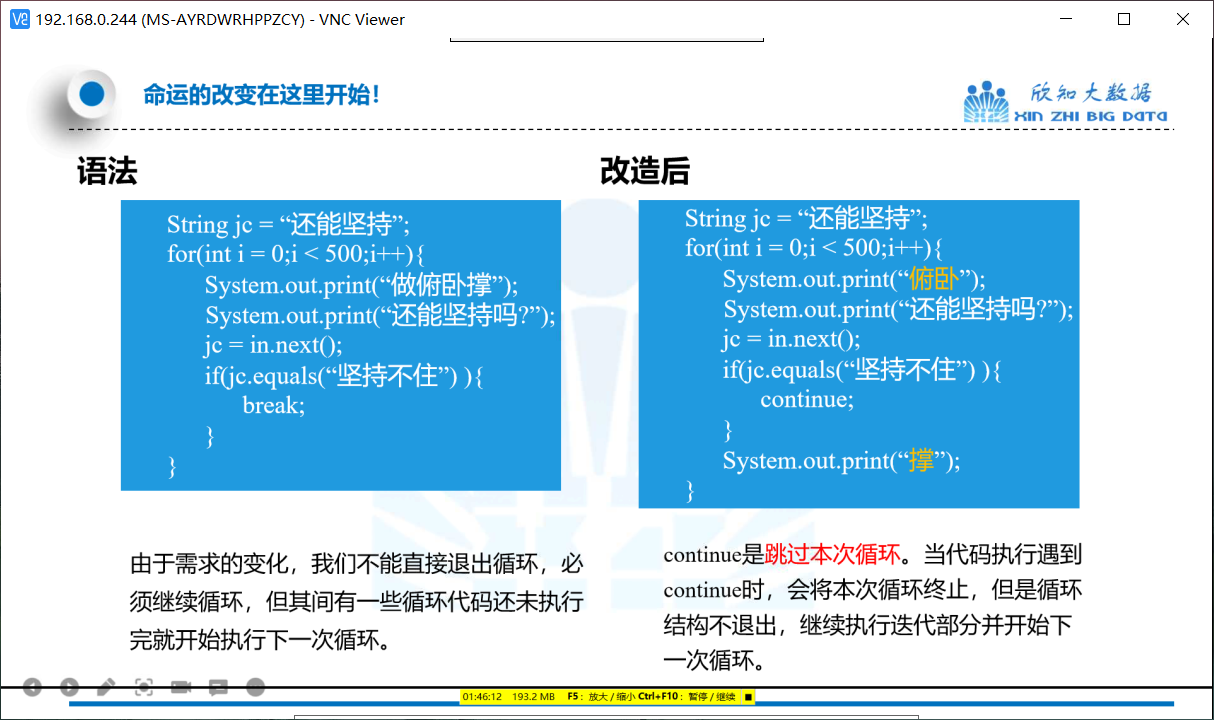 192.168.0.244 (MS-AYRDWRHPPZCY) - VNC Viewer
命运的改变在这里开始！
欣知大数据
XIN ZHI BIG DATA
语法
String jc = “还能坚持”;
for(int i = 0;i < 500;i++){
System.out.print(“做俯卧撑”);
System.out.print(“还能坚持吗?”);
jc = in.next();
if(jc.equals(“坚持不住”) ){
break;
}
}
由于需求的变化，我们不能直接退出循环，必
须继续循环，但其间有一些循环代码还未执行
完就开始执行下一次循环。
改造后
String jc = “还能坚持”;
for(int i = 0;i < 500;i++){
System.out.print(“俯卧”);
System.out.print(“还能坚持吗?”);
jc = in.next();
if(jc.equals(“坚持不住”) ){
continue;
}
System.out.print(“撑”);
}
continue是跳过本次循环。当代码执行遇到
continue时，会将本次循环终止，但是循环
结构不退出，继续执行迭代部分并开始下
一次循环。
01:46:12 193.2 MB F5：放大 / 缩小 Ctrl+F10：暂停 / 继续